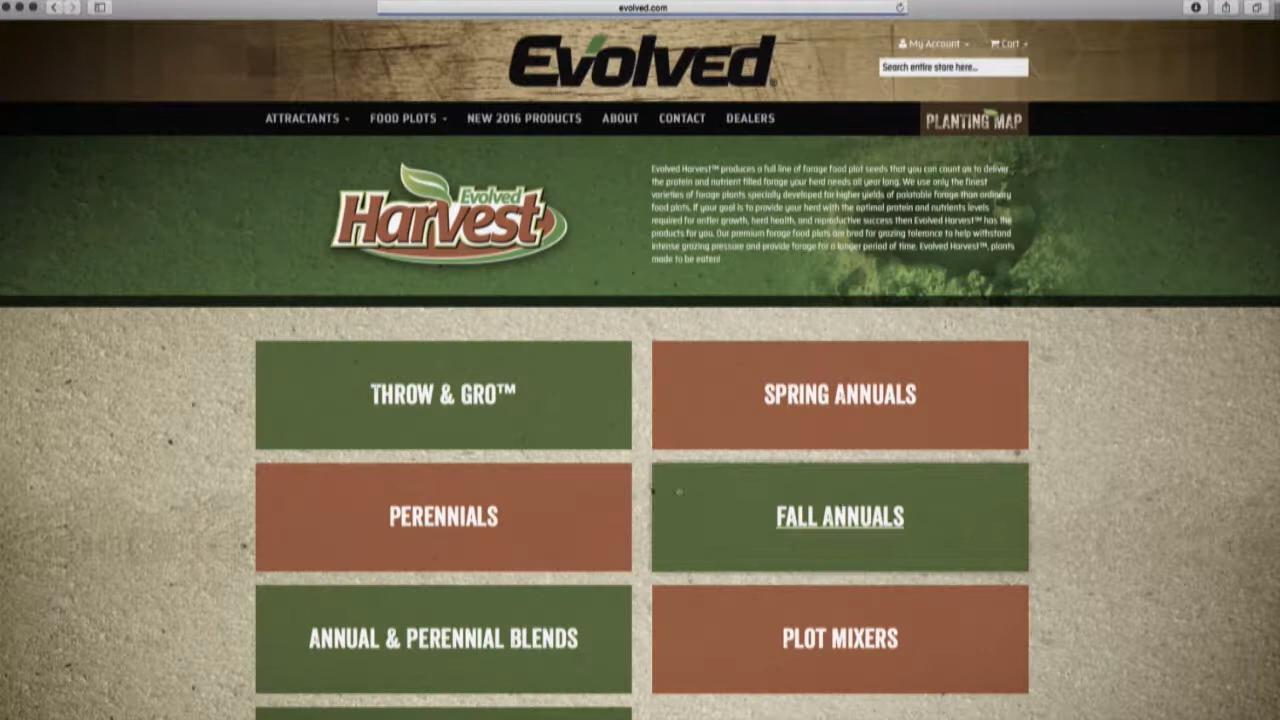 evolved.com
Evolved
My Account
Cart
Search entire store here...
ATTRACTANTS FOOD PLOTS NEW 2016 PRODUCTS ABOUT CONTACT DEALERS
PLANTING MAP
Evolved
Harvest
Evolved Harvest™ produces a full line of forage food plot seeds that you can count on to deliver
the protein and nutrient filled forage your herd needs all year long. We use only the finest
varieties of forage plants specially developed for higher yields of palatable forage than ordinary
food plots. If your goal is to provide your herd with the optimal protein and nutrients levels
required for antler growth, herd health, and reproductive success then Evolved Harvest™ has the
products for you. Our premium forage food plots are bred for grazing tolerance to help withstand
intense grazing pressure and provide forage for a longer period of time. Evolved Harvest™, plants
made to be eaten!
THROW & GRO™
SPRING ANNUALS
PERENNIALS
FALL ANNUALS
ANNUAL & PERENNIAL BLENDS
PLOT MIXERS